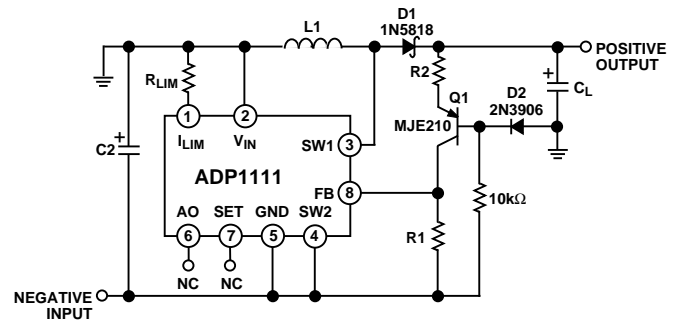 D1
1N5818
L1
POSITIVE
OUTPUT
RLIM
R2
D2
2N3906
CL
Q1
MJE210
1
2
ILIM
VIN
SW1
3
C2
ADP1111
FB
8
10kΩ
AO
SET
GND
SW2
6
7
5
4
R1
NC
NC
NEGATIVE
INPUT